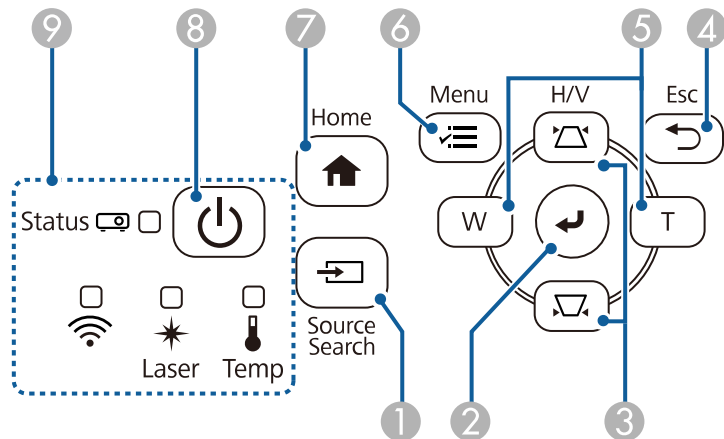 9 8 7 6 5 4
Menu H/V Esc
Home
Status
W T
Source
Search
Laser Temp
1 2 3